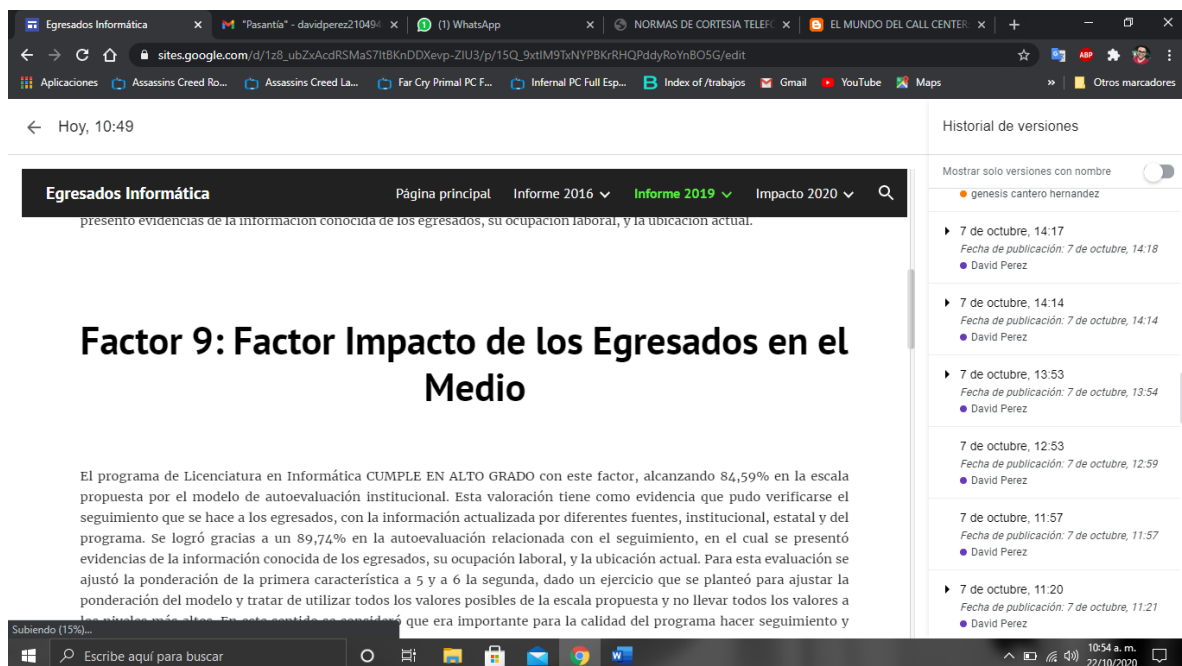 Egresados Informática
"Pasantía" - davidperez210494
(1) WhatsApp
NORMAS DE CORTESIA TELEFO
EL MUNDO DEL CALL CENTER
sites.google.com/d/1z8_ubZxAcdRSMaS7ItBKnDDXevp-ZIU3/p/15Q_9xtIM9TxNYPBKrRHQPddyRoYnBO5G/edit
ABP
Aplicaciones
Assassins Creed Ro...
Assassins Creed La...
Far Cry Primal PC F...
Infernal PC Full Esp...
Index of /trabajos
Gmail
YouTube
Maps
»
Otros marcadores
Hoy, 10:49
Historial de versiones
Mostrar solo versiones con nombre
Egresados Informática
Página principal
Informe 2016
Informe 2019
Impacto 2020
presentó evidencias de la información conocida de los egresados, su ocupación laboral, y la ubicación actual.
Factor 9: Factor Impacto de los Egresados en el
Medio
El programa de Licenciatura en Informática CUMPLE EN ALTO GRADO con este factor, alcanzando 84,59% en la escala
propuesta por el modelo de autoevaluación institucional. Esta valoración tiene como evidencia que pudo verificarse el
seguimiento que se hace a los egresados, con la información actualizada por diferentes fuentes, institucional, estatal y del
programa. Se logró gracias a un 89,74% en la autoevaluación relacionada con el seguimiento, en el cual se presentó
evidencias de la información conocida de los egresados, su ocupación laboral, y la ubicación actual. Para esta evaluación se
ajustó la ponderación de la primera característica a 5 y a 6 la segunda, dado un ejercicio que se planteó para ajustar la
ponderación del modelo y tratar de utilizar todos los valores posibles de la escala propuesta y no llevar todos los valores a
los niveles más altos. En este sentido se consideró que era importante para la calidad del programa hacer seguimiento y
genesis cantero hernandez
7 de octubre, 14:17
Fecha de publicación: 7 de octubre, 14:18
David Perez
7 de octubre, 14:14
Fecha de publicación: 7 de octubre, 14:14
David Perez
7 de octubre, 13:53
Fecha de publicación: 7 de octubre, 13:54
David Perez
7 de octubre, 12:53
Fecha de publicación: 7 de octubre, 12:59
David Perez
7 de octubre, 11:57
Fecha de publicación: 7 de octubre, 11:57
David Perez
7 de octubre, 11:20
Fecha de publicación: 7 de octubre, 11:21
David Perez
Subiendo (15%)...
Escribe aquí para buscar
10:54 a. m.
22/10/2020